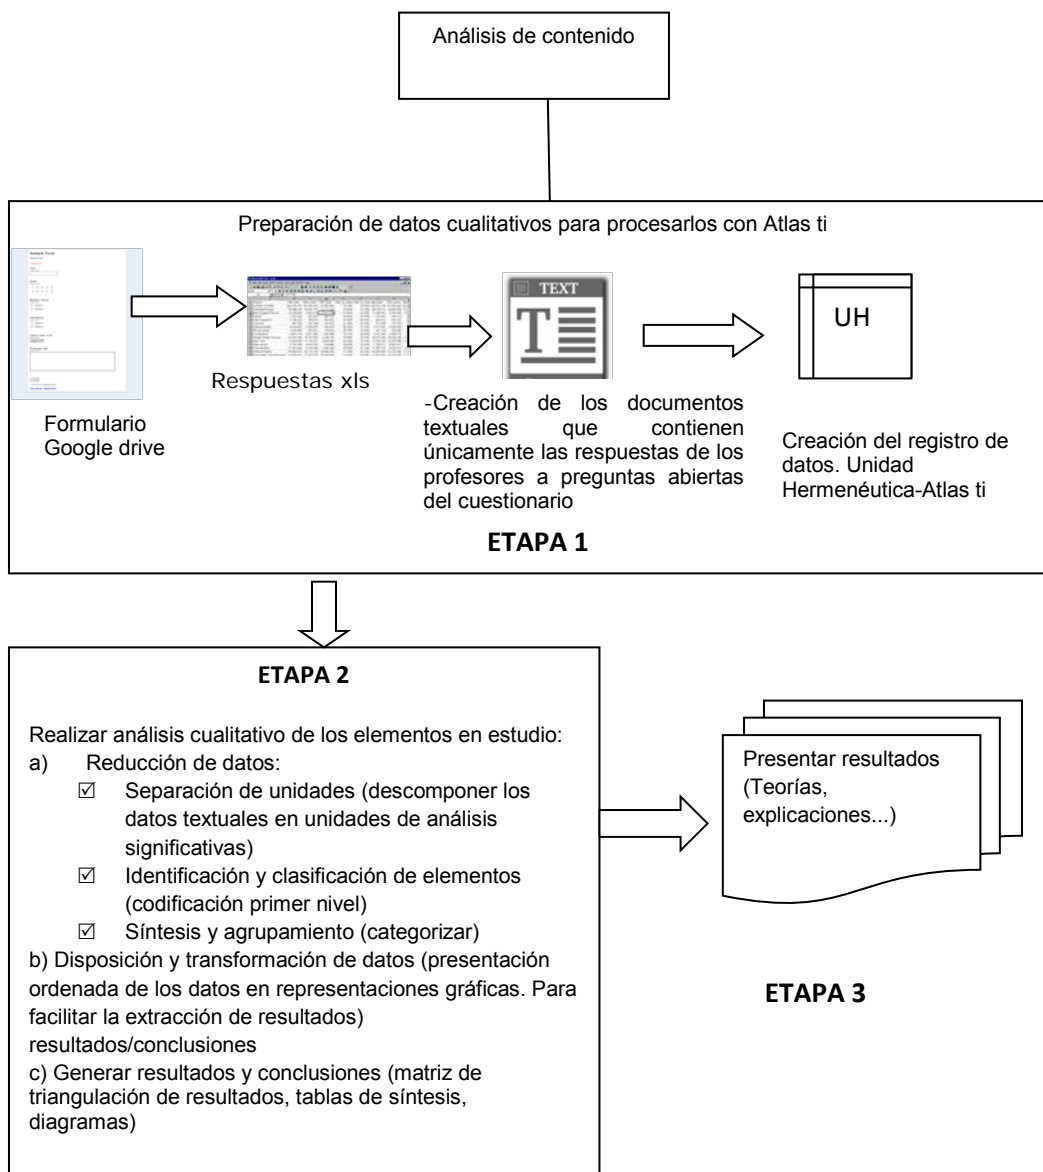 Análisis de contenido
Preparación de datos cualitativos para procesarlos con Atlas ti
TEXT
T
UH
Respuestas xls
Formulario
Google drive
-Creación de los documentos
textuales que contienen
únicamente las respuestas de los
profesores a preguntas abiertas
del cuestionario
Creación del registro de
datos. Unidad
Hermenéutica-Atlas ti
ETAPA 1
ETAPA 2
Realizar análisis cualitativo de los elementos en estudio:
a) Reducción de datos:
☑ Separación de unidades (descomponer los
datos textuales en unidades de análisis
significativas)
☑ Identificación y clasificación de elementos
(codificación primer nivel)
☑ Síntesis y agrupamiento (categorizar)
b) Disposición y transformación de datos (presentación
ordenada de los datos en representaciones gráficas. Para
facilitar la extracción de resultados)
resultados/conclusiones
c) Generar resultados y conclusiones (matriz de
triangulación de resultados, tablas de síntesis,
diagramas)
Presentar resultados
(Teorías,
explicaciones...)
ETAPA 3